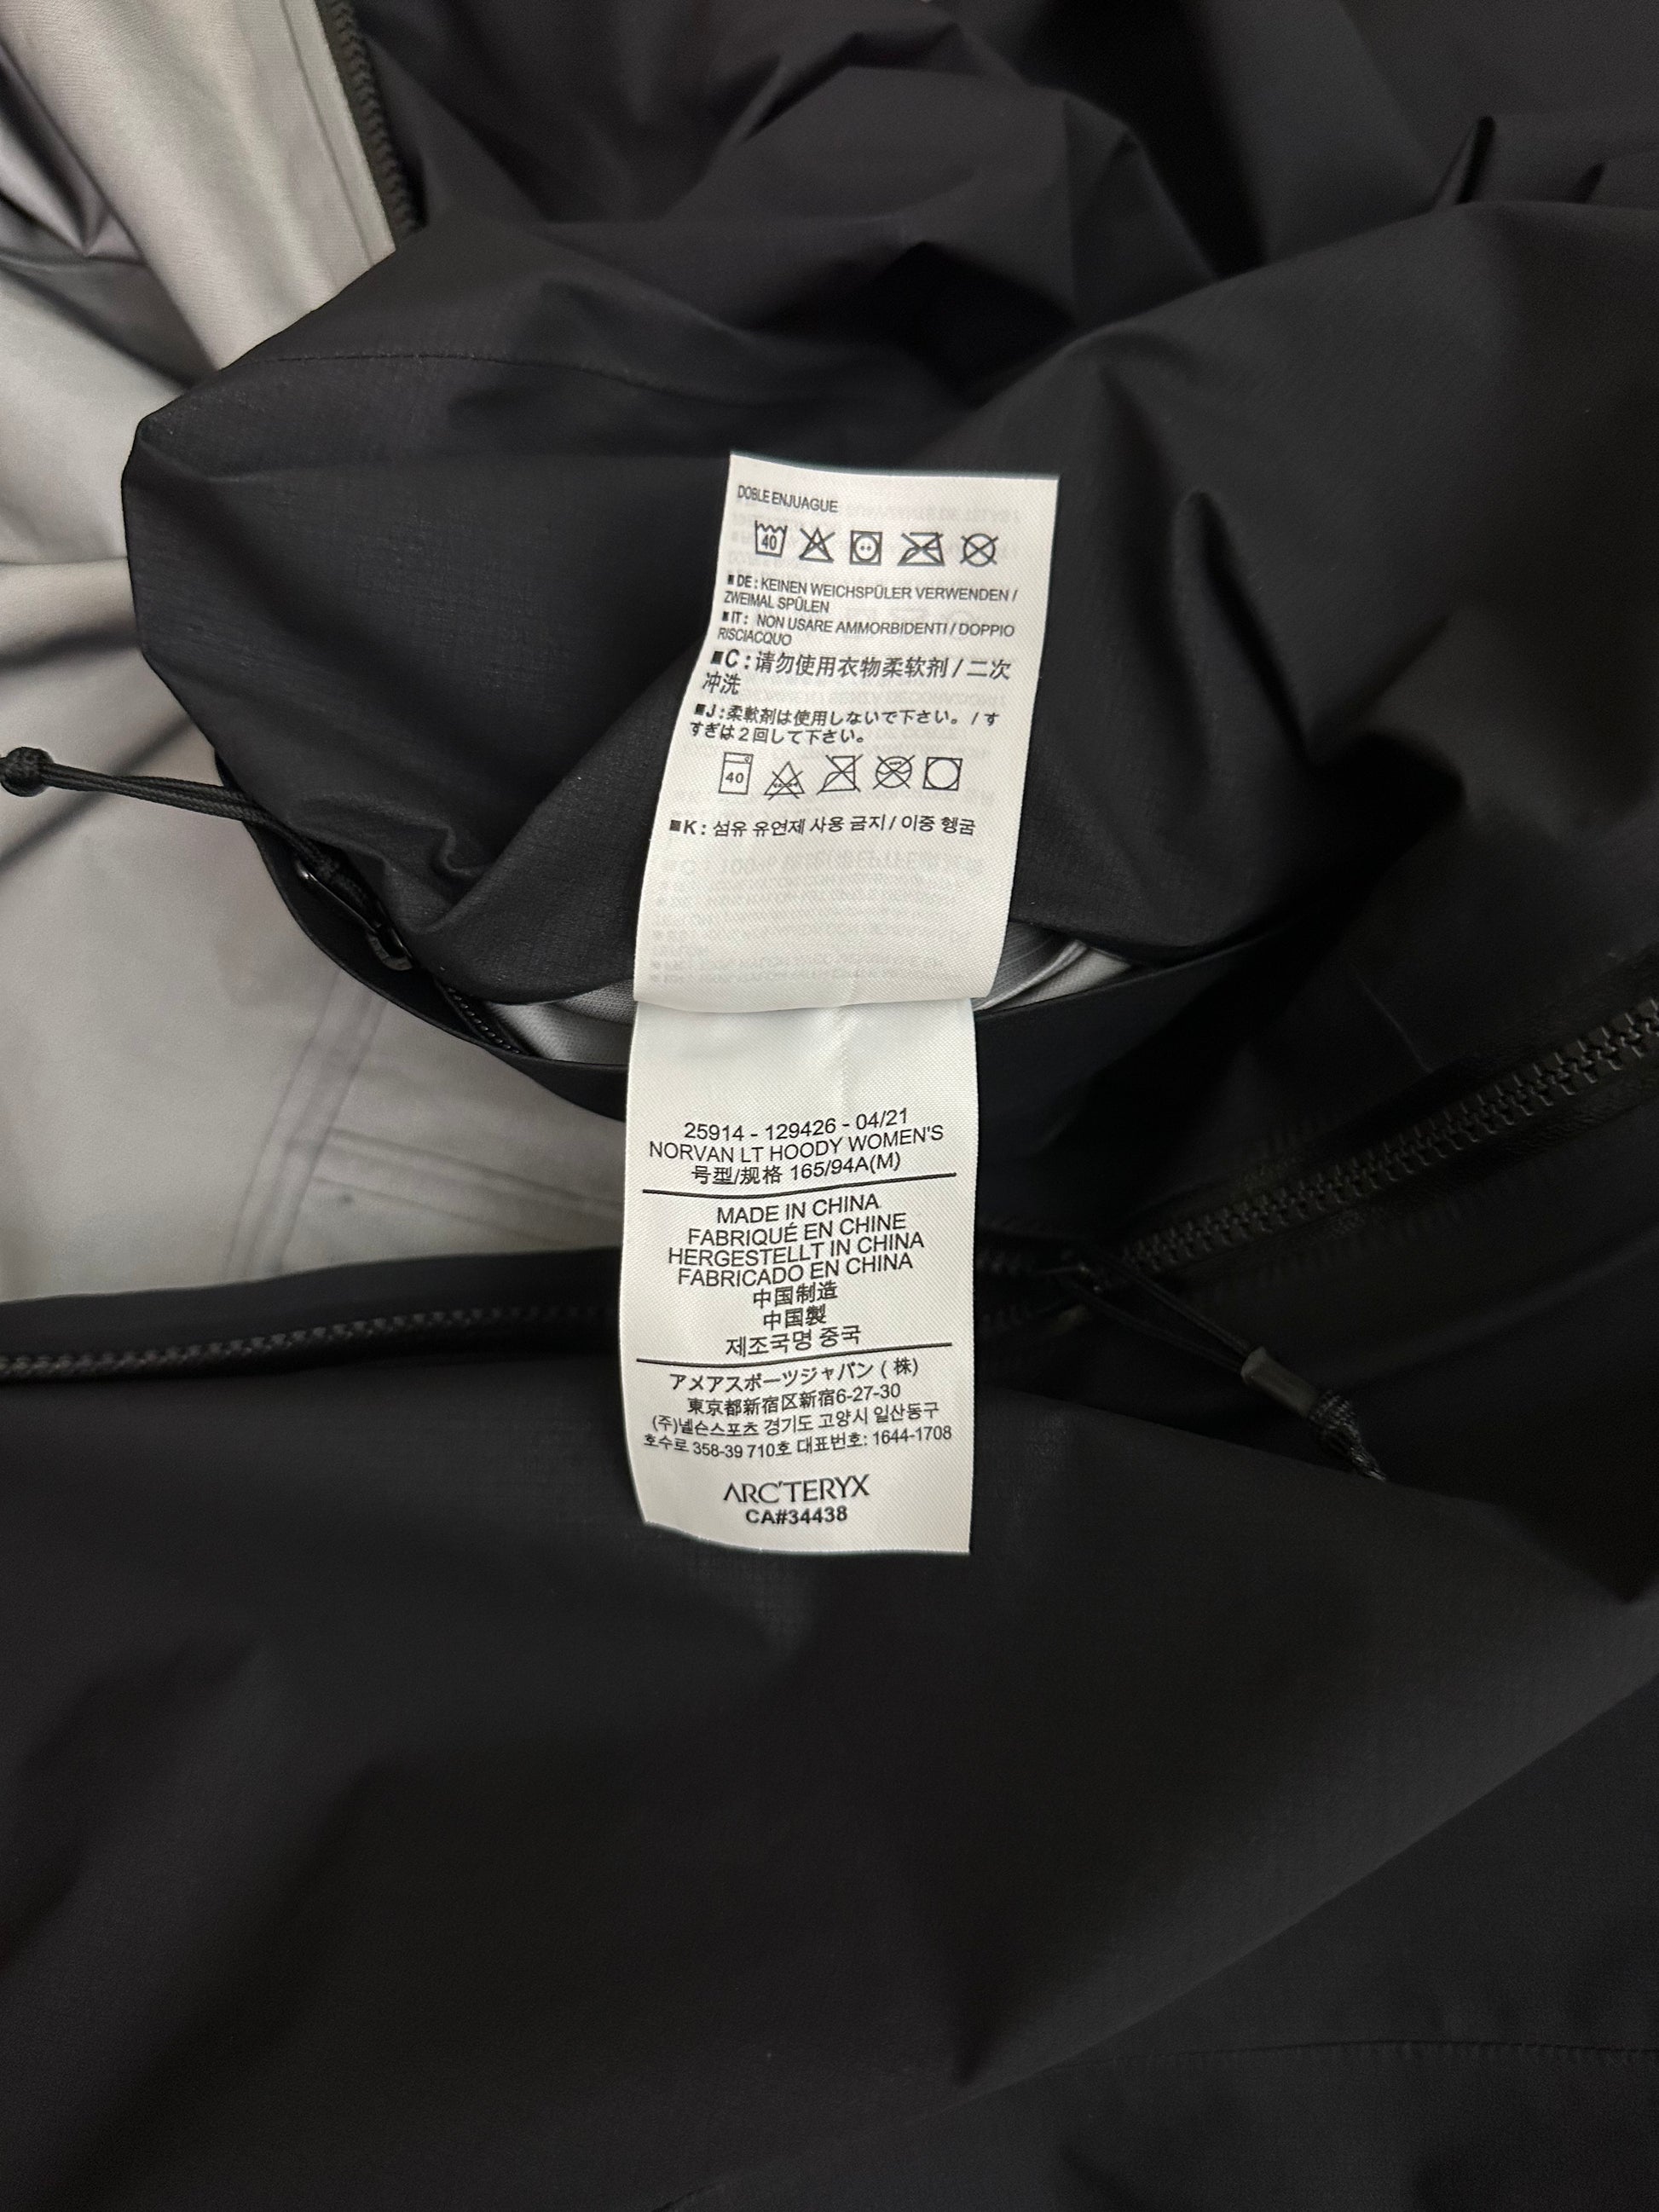 DOBLE ENJUAGUE
40
■DE : KEINEN WEICHSPÜLER VERWENDEN /
ZWEIMAL SPÜLEN
■IT : NON USARE AMMORBIDENTI / DOPPIO
RISCIACQUO
■C : 请勿使用衣物柔软剂 / 二次
冲洗
■J : 柔軟剤は使用しないで下さい。 / す
すぎは2回して下さい。
40
■K : 섬유 유연제 사용 금지 / 이중 헹굼
25914 - 129426 - 04/21
NORVAN LT HOODY WOMEN'S
号型/规格 165/94A(M)
MADE IN CHINA
FABRIQUÉ EN CHINE
HERGESTELLT IN CHINA
FABRICADO EN CHINA
中国制造
中国製
제조국명 중국
アメアスポーツジャパン ( 株)
東京都新宿区新宿6-27-30
(주)넬슨스포츠 경기도 고양시 일산동구
호수로 358-39 710호 대표번호: 1644-1708
ARC'TERYX
CA#34438